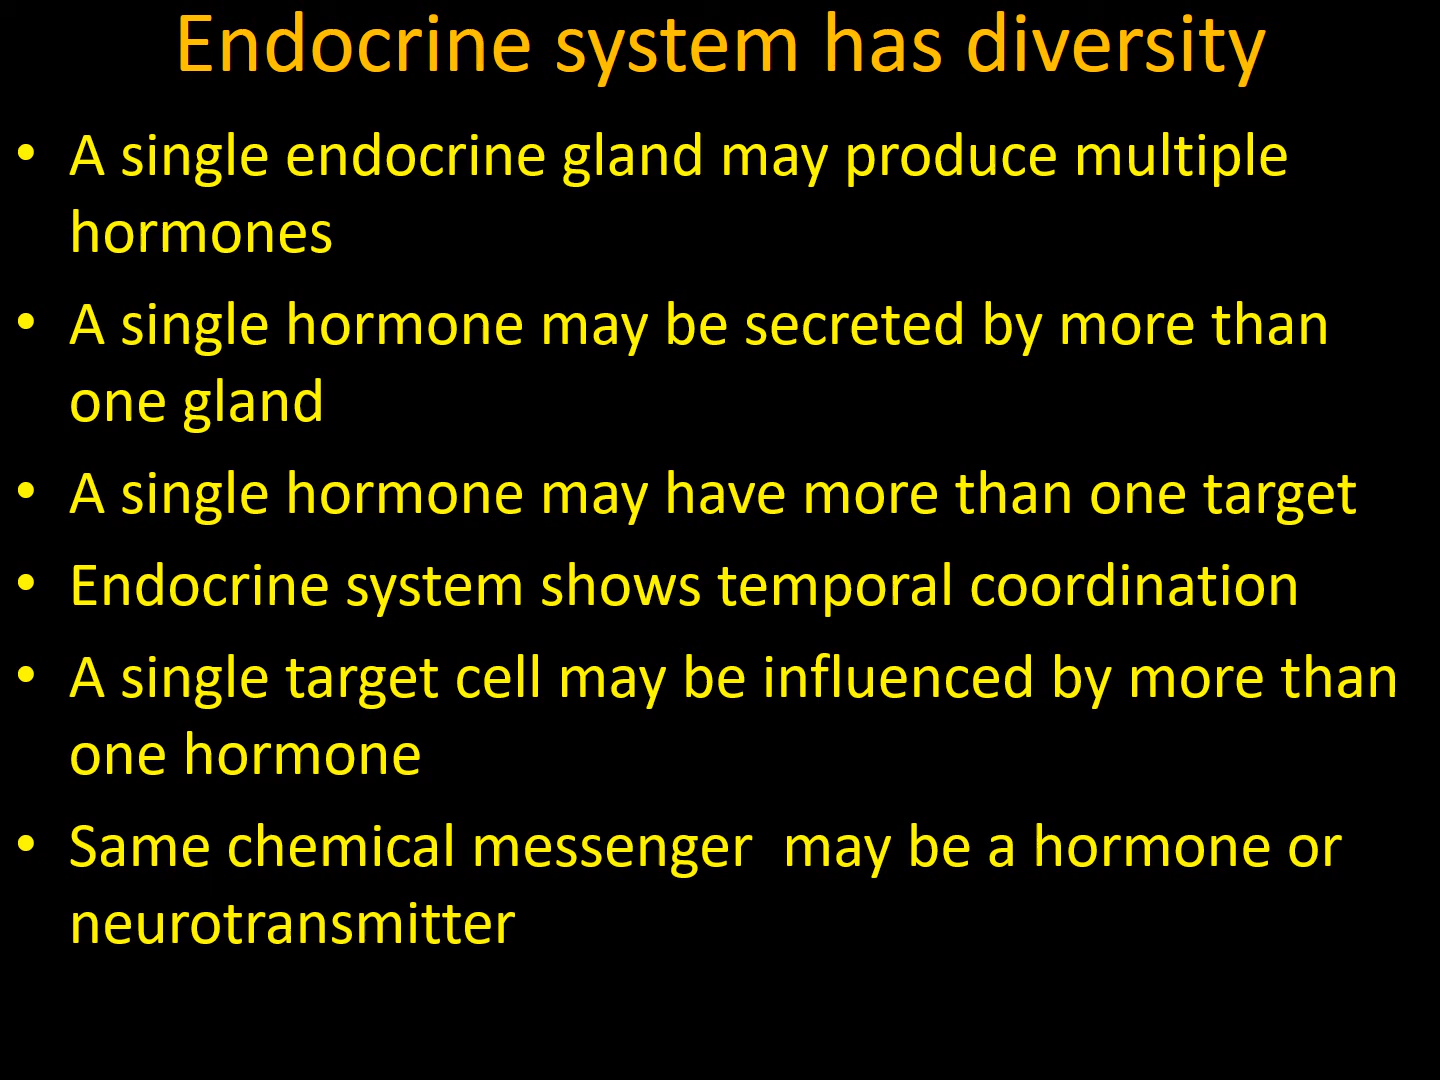 Endocrine system has diversity
• A single endocrine gland may produce multiple
hormones
• A single hormone may be secreted by more than
one gland
• A single hormone may have more than one target
• Endocrine system shows temporal coordination
• A single target cell may be influenced by more than
one hormone
• Same chemical messenger  may be a hormone or
neurotransmitter